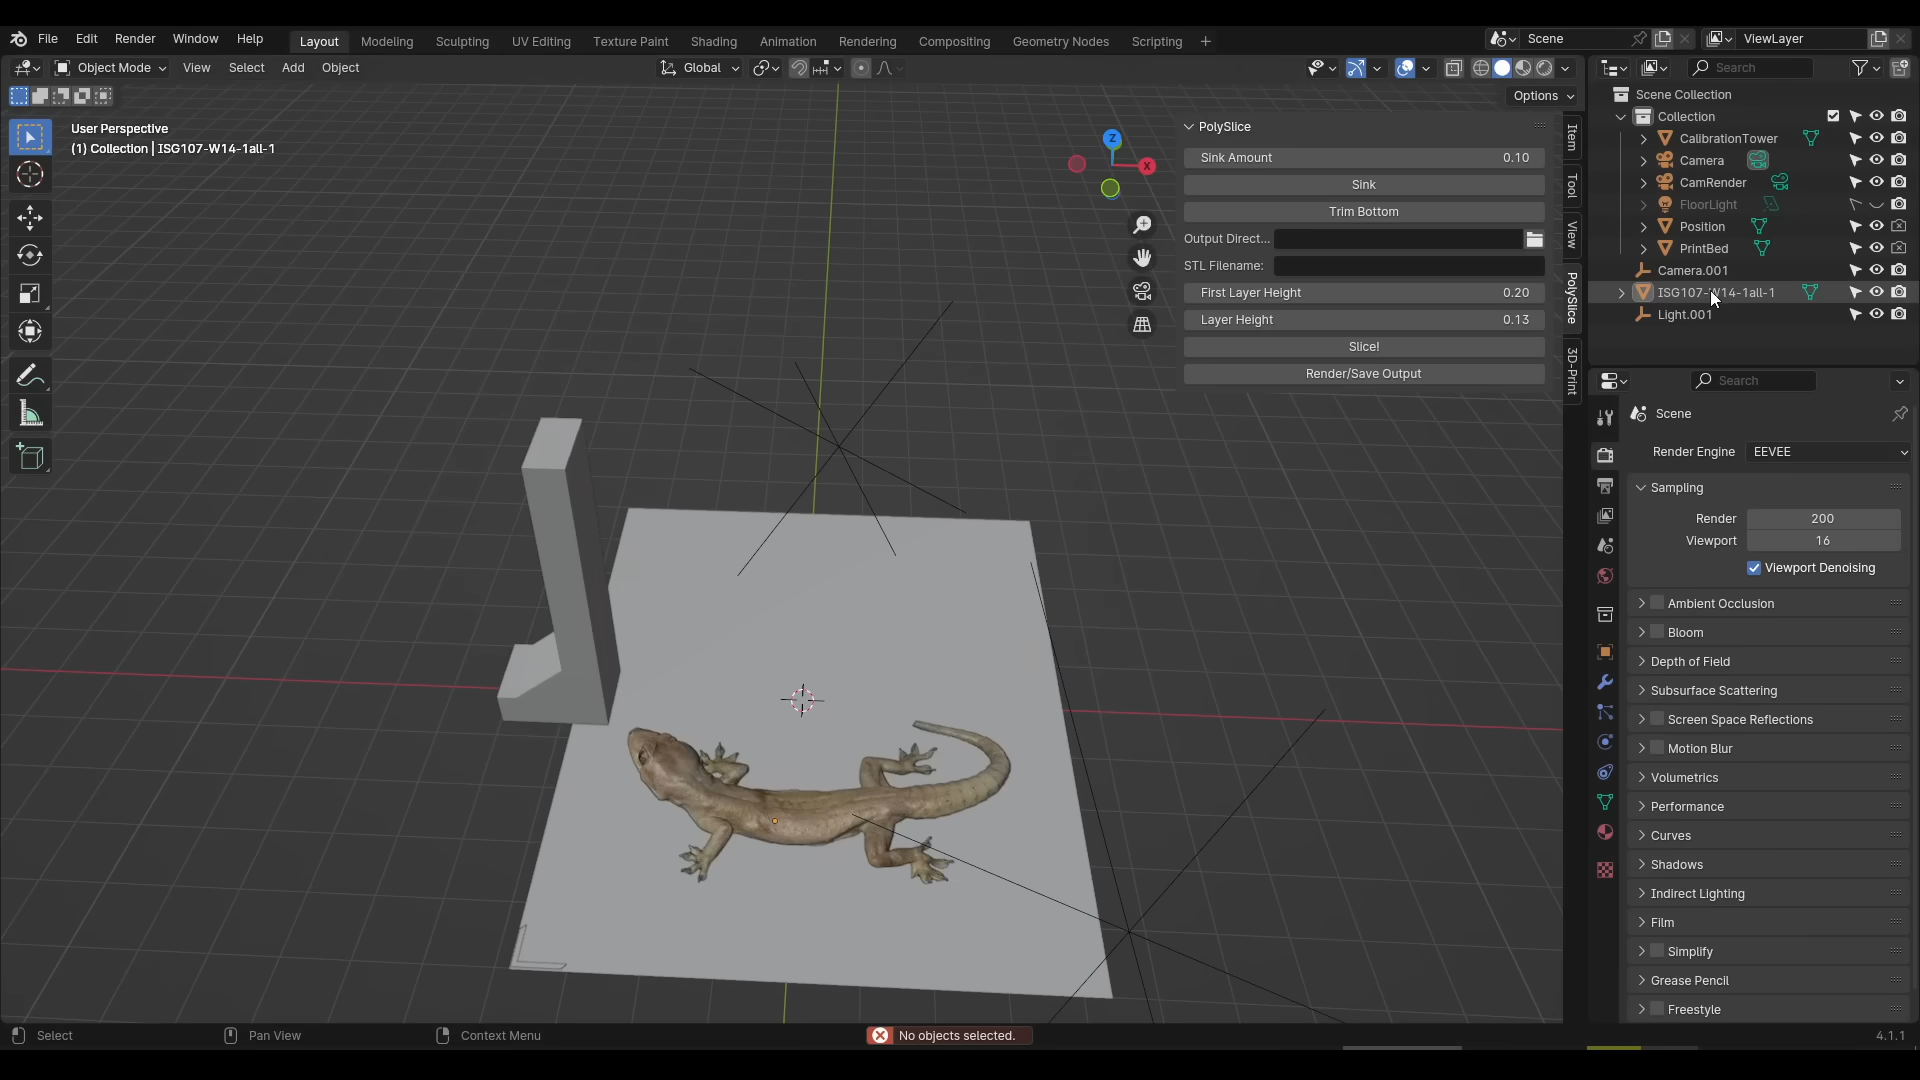 File Edit Render Window Help
Layout Modeling Sculpting UV Editing Texture Paint Shading Animation Rendering Compositing Geometry Nodes Scripting +
Scene
ViewLayer
Object Mode View Select Add Object
Global
Search
Options
User Perspective
(1) Collection | ISG107-W14-1all-1
Z
X
PolySlice
Sink Amount 0.10
Sink
Trim Bottom
Output Direct...
STL Filename:
First Layer Height 0.20
Layer Height 0.13
Slice!
Render/Save Output
Item
Tool
View
PolySlice
3D-Print
Scene Collection
Collection
CalibrationTower
Camera
CamRender
FloorLight
Position
PrintBed
Camera.001
ISG107-W14-1all-1
Light.001
Search
Scene
Render Engine EEVEE
Sampling
Render 200
Viewport 16
Viewport Denoising
Ambient Occlusion
Bloom
Depth of Field
Subsurface Scattering
Screen Space Reflections
Motion Blur
Volumetrics
Performance
Curves
Shadows
Indirect Lighting
Film
Simplify
Grease Pencil
Freestyle
Select
Pan View
Context Menu
No objects selected.
4.1.1